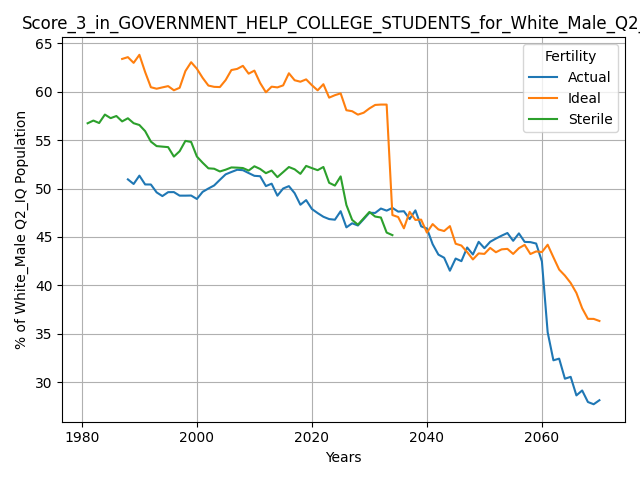 Score_3_in_GOVERNMENT_HELP_COLLEGE_STUDENTS_for_White_Male_Q2_
Fertility
Actual
Ideal
Sterile
% of White_Male Q2_IQ Population
65
60
55
50
45
40
35
30
1980
2000
2020
2040
2060
Years